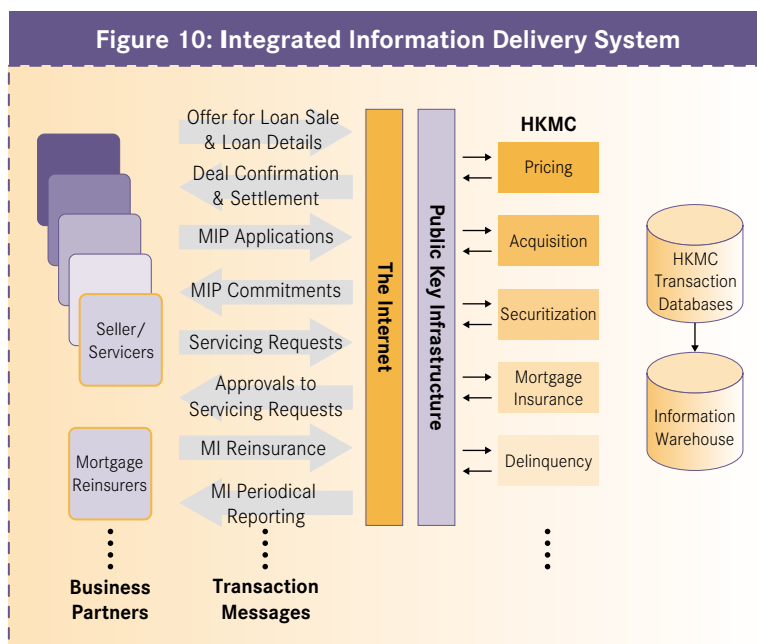 Figure 10: Integrated Information Delivery System
Offer for Loan Sale
& Loan Details
Deal Confirmation
& Settlement
MIP Applications
MIP Commitments
Servicing Requests
Approvals to
Servicing Requests
MI Reinsurance
MI Periodical
Reporting
Seller/
Servicers
Mortgage
Reinsurers
Business
Partners
Transaction
Messages
The Internet
Public Key Infrastructure
HKMC
Pricing
Acquisition
Securitization
Mortgage
Insurance
Delinquency
HKMC
Transaction
Databases
Information
Warehouse